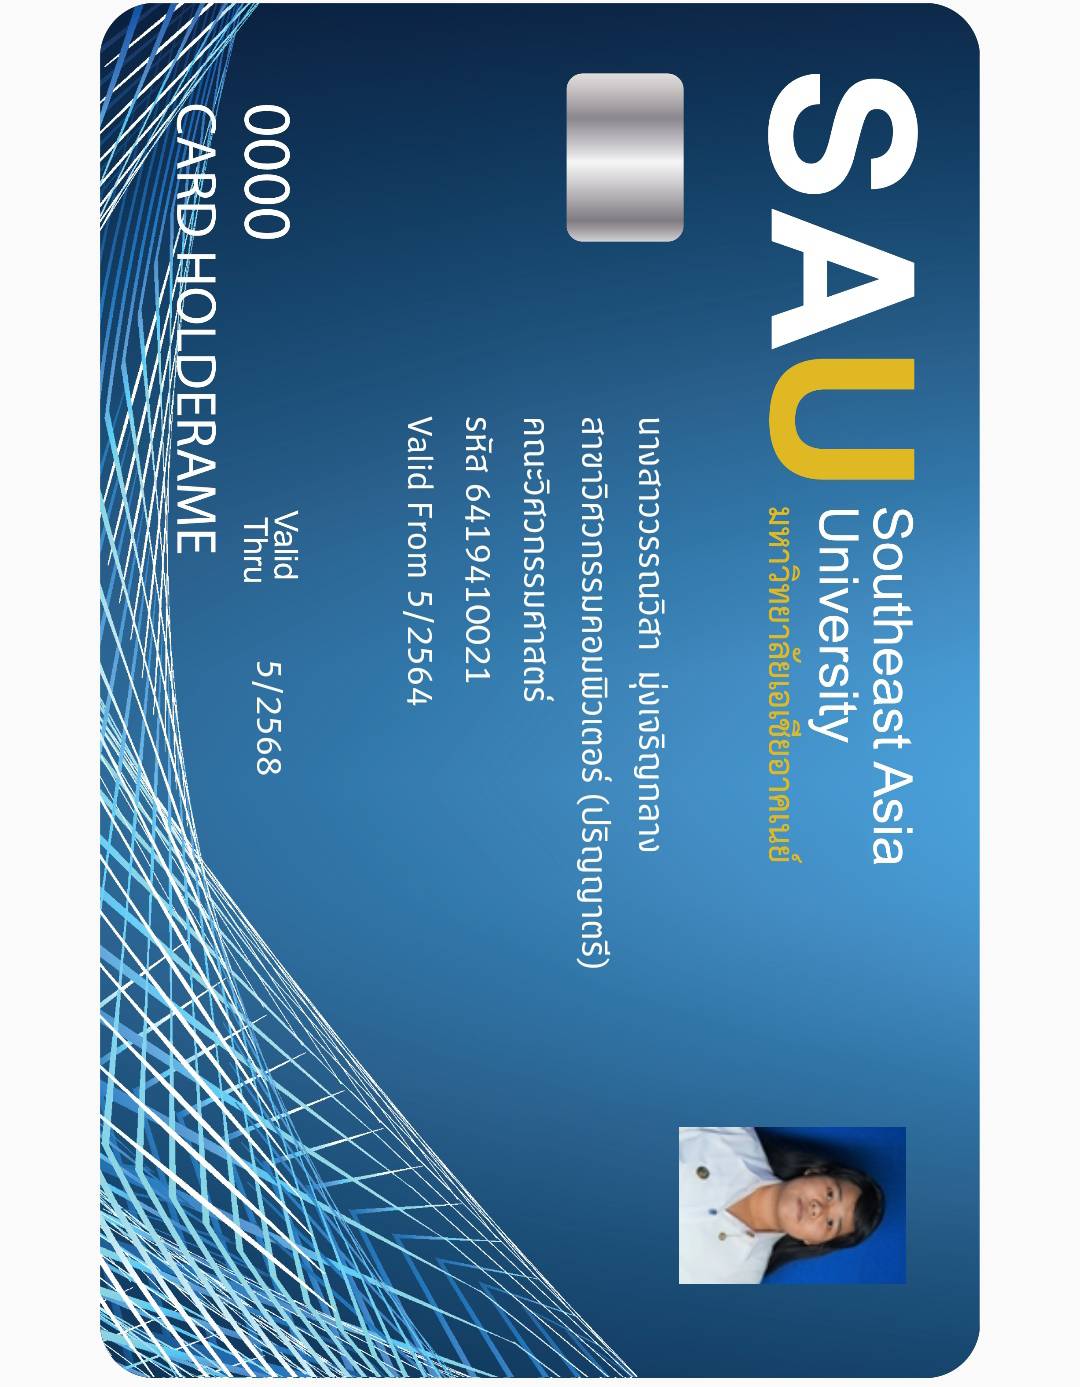 SAU
Southeast Asia
University
มหาวิทยาลัยเอเชียอาคเนย์
นางสาววรรณวิสา มุ่งเจริญกลาง
สาขาวิศวกรรมคอมพิวเตอร์ (ปริญญาตรี)
คณะวิศวกรรมศาสตร์
รหัส 6419410021
Valid From 5/2564
0000
Valid
Thru
5/2568
CARD HOLDERAME